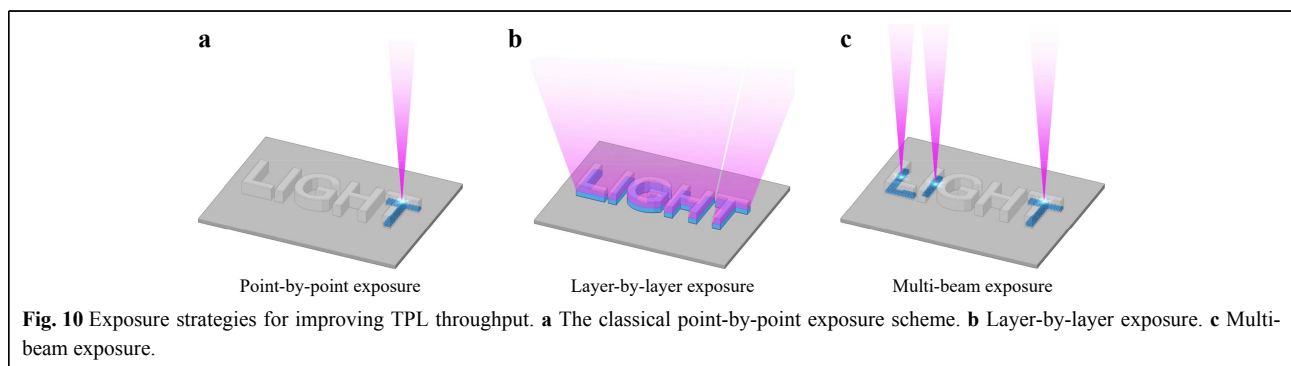 a
b
c
LIGHT
LIGHT
LIGHT
Point-by-point exposure
Layer-by-layer exposure
Multi-beam exposure
Fig. 10 Exposure strategies for improving TPL throughput. a The classical point-by-point exposure scheme. b Layer-by-layer exposure. c Multi-
beam exposure.